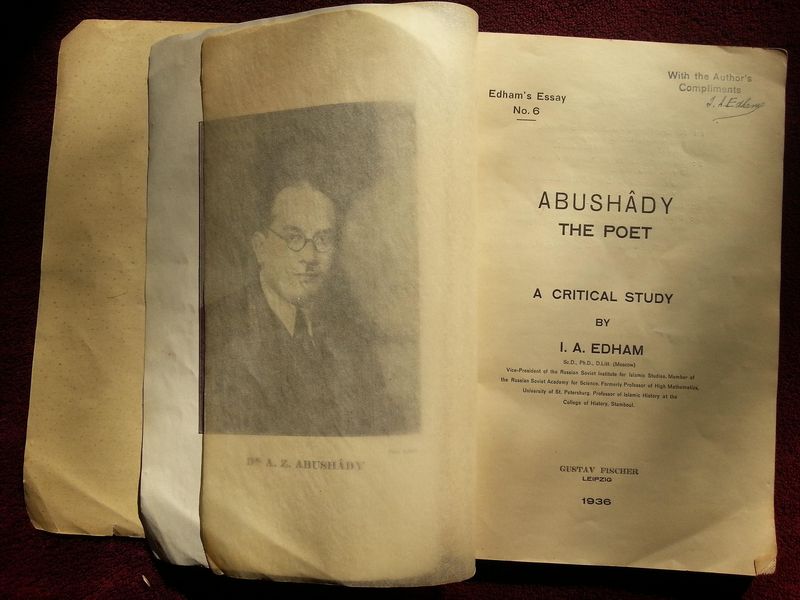 Dr. A. Z. ABUSHÂDY
With the Author's
Compliments
Edham's Essay
No. 6
ABUSHÂDY
THE POET
A CRITICAL STUDY
BY
I. A. EDHAM
Sc.D., Ph.D., D.Litt. (Moscow)
Vice-President of the Russian Soviet Institute for Islamic Studies. Member of
the Russian Soviet Academy for Science. Formerly Professor of High Mathematics,
University of St. Petersburg. Professor of Islamic History at the
College of History, Stamboul.
GUSTAV FISCHER
LEIPZIG
1936